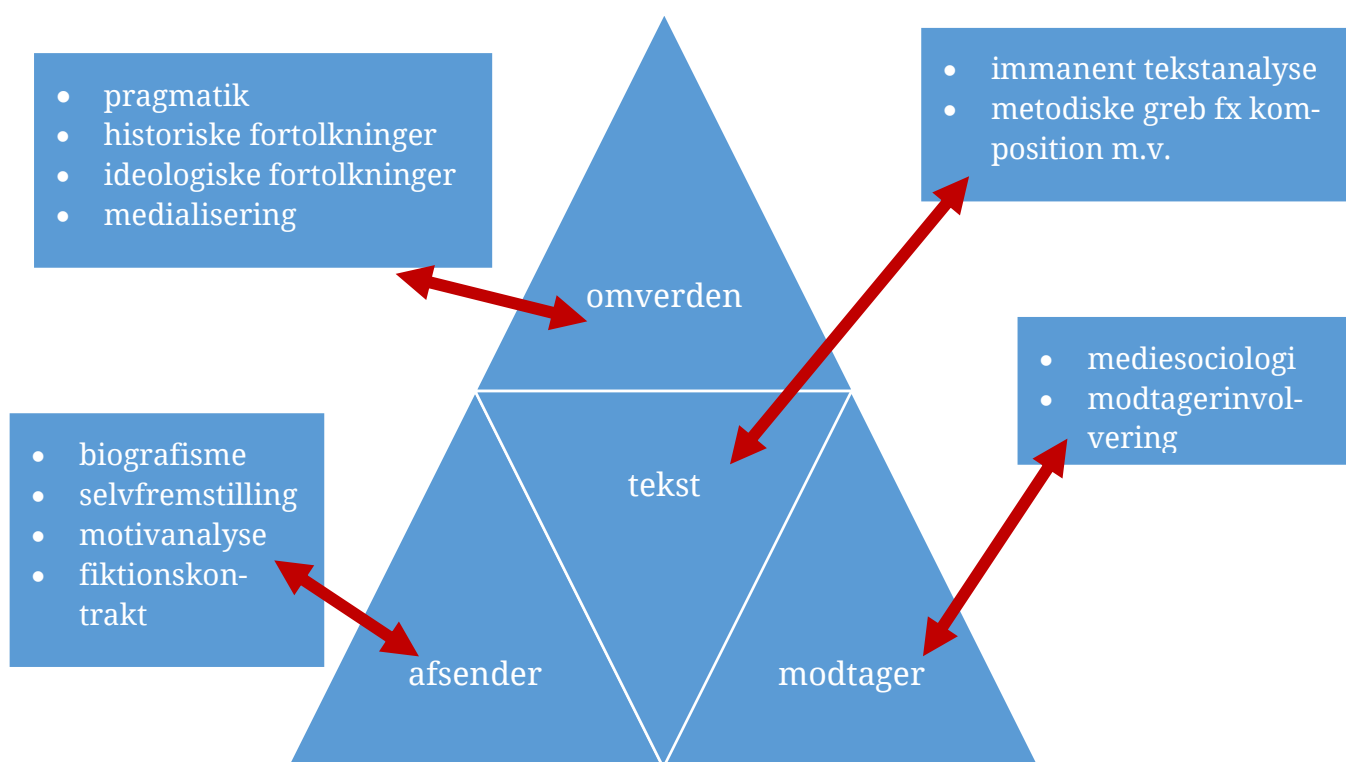 • pragmatik
• historiske fortolkninger
• ideologiske fortolkninger
• medialisering
• immanent tekstanalyse
• metodiske greb fx kom-
position m.v.
omverden
• mediesociologi
• modtagerinvol-
vering
• biografisme
• selvfremstilling
• motivanalyse
• fiktionskon-
trakt
tekst
afsender
modtager